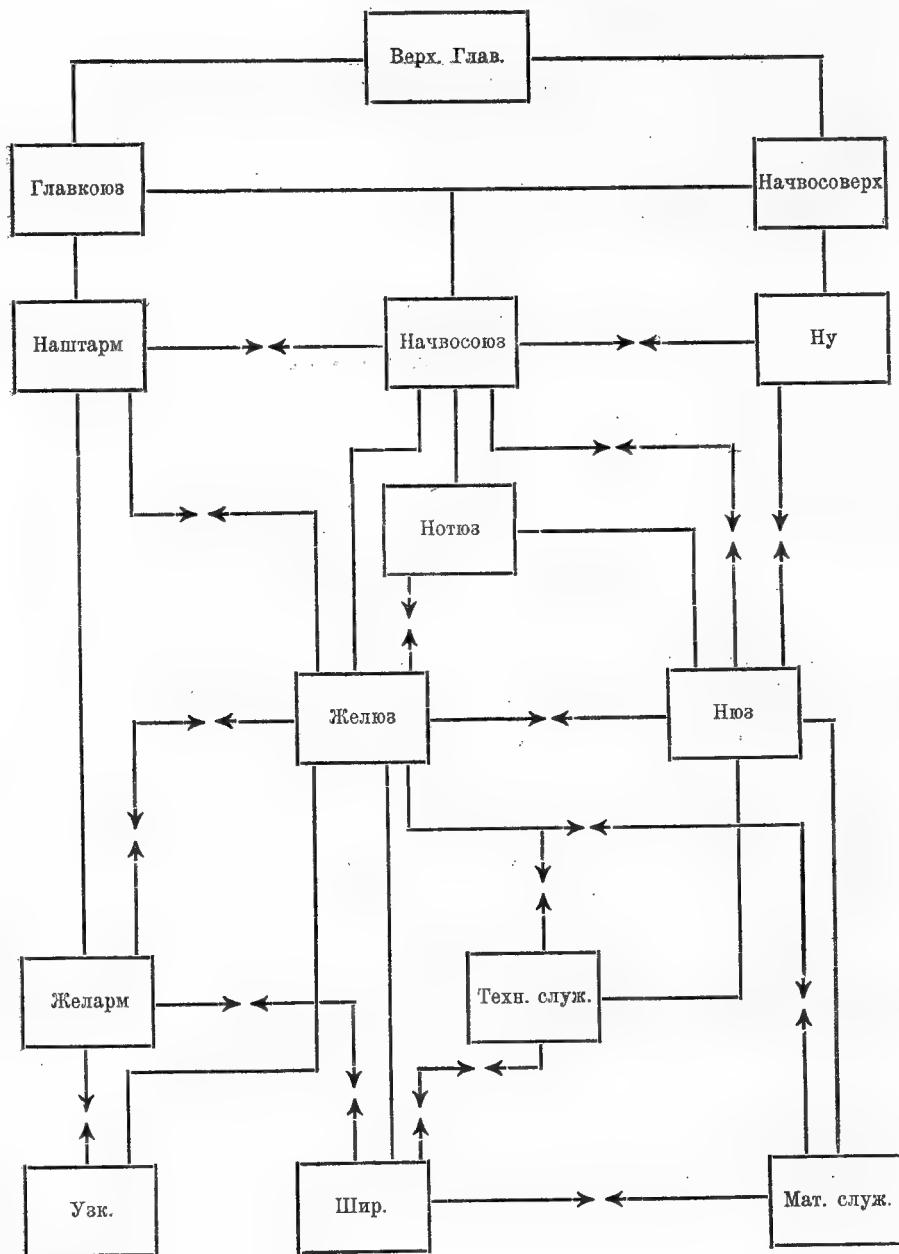 Верх. Глав.
Главкоюз
Начвосоверх
Наштарм
Начвосоюз
Ну
Нотюз
Желюз
Нюз
Желарм
Техн. служ.
Узк.
Шир.
Мат. служ.